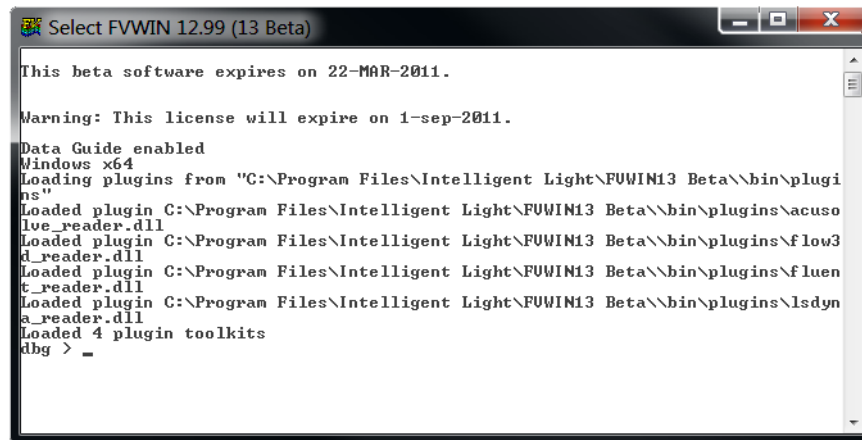 Select FVWIN 12.99 (13 Beta)
This beta software expires on 22-MAR-2011.
Warning: This license will expire on 1-sep-2011.
Data Guide enabled
Windows x64
Loading plugins from "C:\Program Files\Intelligent Light\FVWIN13 Beta\\bin\plugi
ns"
Loaded plugin C:\Program Files\Intelligent Light\FVWIN13 Beta\\bin\plugins\acuso
lve_reader.dll
Loaded plugin C:\Program Files\Intelligent Light\FVWIN13 Beta\\bin\plugins\flow3
d_reader.dll
Loaded plugin C:\Program Files\Intelligent Light\FVWIN13 Beta\\bin\plugins\fluen
t_reader.dll
Loaded plugin C:\Program Files\Intelligent Light\FVWIN13 Beta\\bin\plugins\lsdyn
a_reader.dll
Loaded 4 plugin toolkits
dbg > _